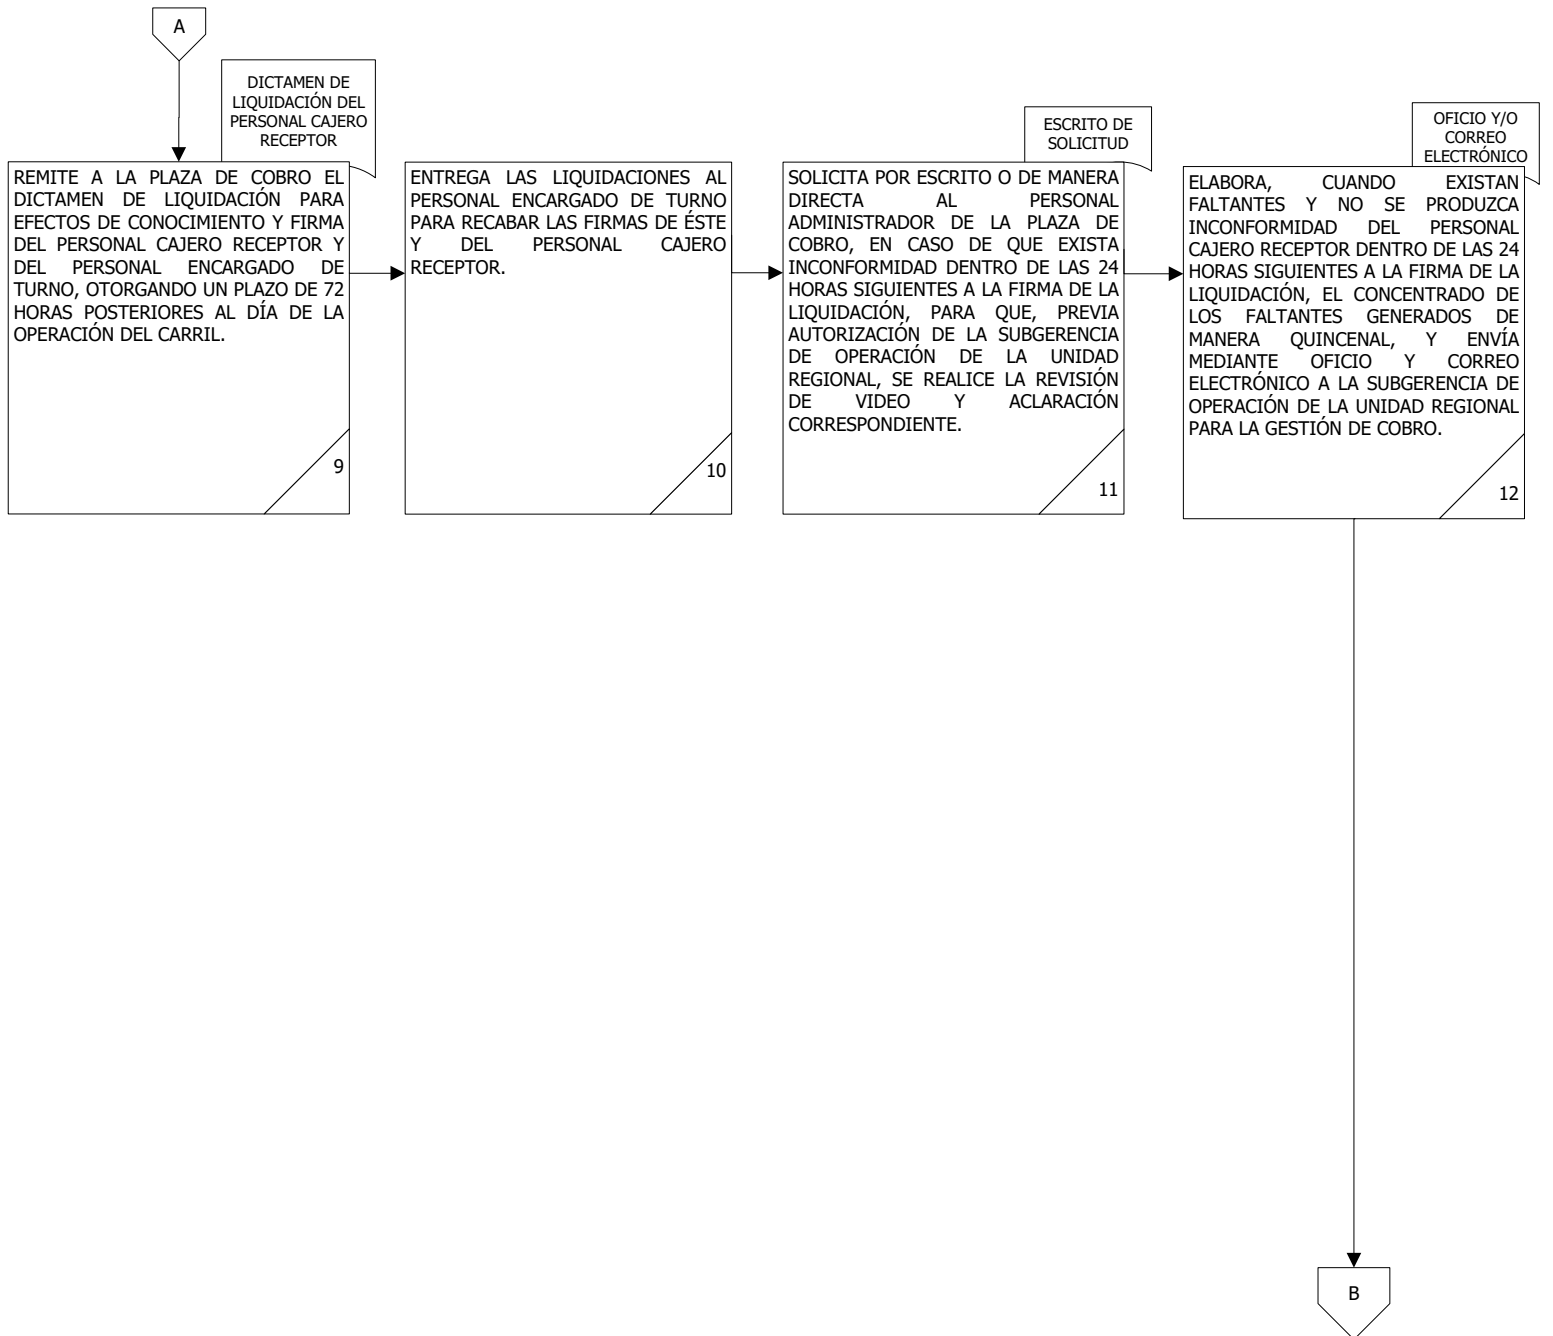 A
DICTAMEN DE
LIQUIDACIÓN DEL
PERSONAL CAJERO
RECEPTOR
REMITE A LA PLAZA DE COBRO EL
DICTAMEN DE LIQUIDACIÓN PARA
EFECTOS DE CONOCIMIENTO Y FIRMA
DEL PERSONAL CAJERO RECEPTOR Y
DEL PERSONAL ENCARGADO DE
TURNO, OTORGANDO UN PLAZO DE 72
HORAS POSTERIORES AL DÍA DE LA
OPERACIÓN DEL CARRIL.
9
ENTREGA LAS LIQUIDACIONES AL
PERSONAL ENCARGADO DE TURNO
PARA RECABAR LAS FIRMAS DE ÉSTE
Y DEL PERSONAL CAJERO
RECEPTOR.
10
ESCRITO DE
SOLICITUD
SOLICITA POR ESCRITO O DE MANERA
DIRECTA AL PERSONAL
ADMINISTRADOR DE LA PLAZA DE
COBRO, EN CASO DE QUE EXISTA
INCONFORMIDAD DENTRO DE LAS 24
HORAS SIGUIENTES A LA FIRMA DE LA
LIQUIDACIÓN, PARA QUE, PREVIA
AUTORIZACIÓN DE LA SUBGERENCIA
DE OPERACIÓN DE LA UNIDAD
REGIONAL, SE REALICE LA REVISIÓN
DE VIDEO Y ACLARACIÓN
CORRESPONDIENTE.
11
OFICIO Y/O
CORREO
ELECTRÓNICO
ELABORA, CUANDO EXISTAN
FALTANTES Y NO SE PRODUZCA
INCONFORMIDAD DEL PERSONAL
CAJERO RECEPTOR DENTRO DE LAS 24
HORAS SIGUIENTES A LA FIRMA DE LA
LIQUIDACIÓN, EL CONCENTRADO DE
LOS FALTANTES GENERADOS DE
MANERA QUINCENAL, Y ENVÍA
MEDIANTE OFICIO Y CORREO
ELECTRÓNICO A LA SUBGERENCIA DE
OPERACIÓN DE LA UNIDAD REGIONAL
PARA LA GESTIÓN DE COBRO.
12
B